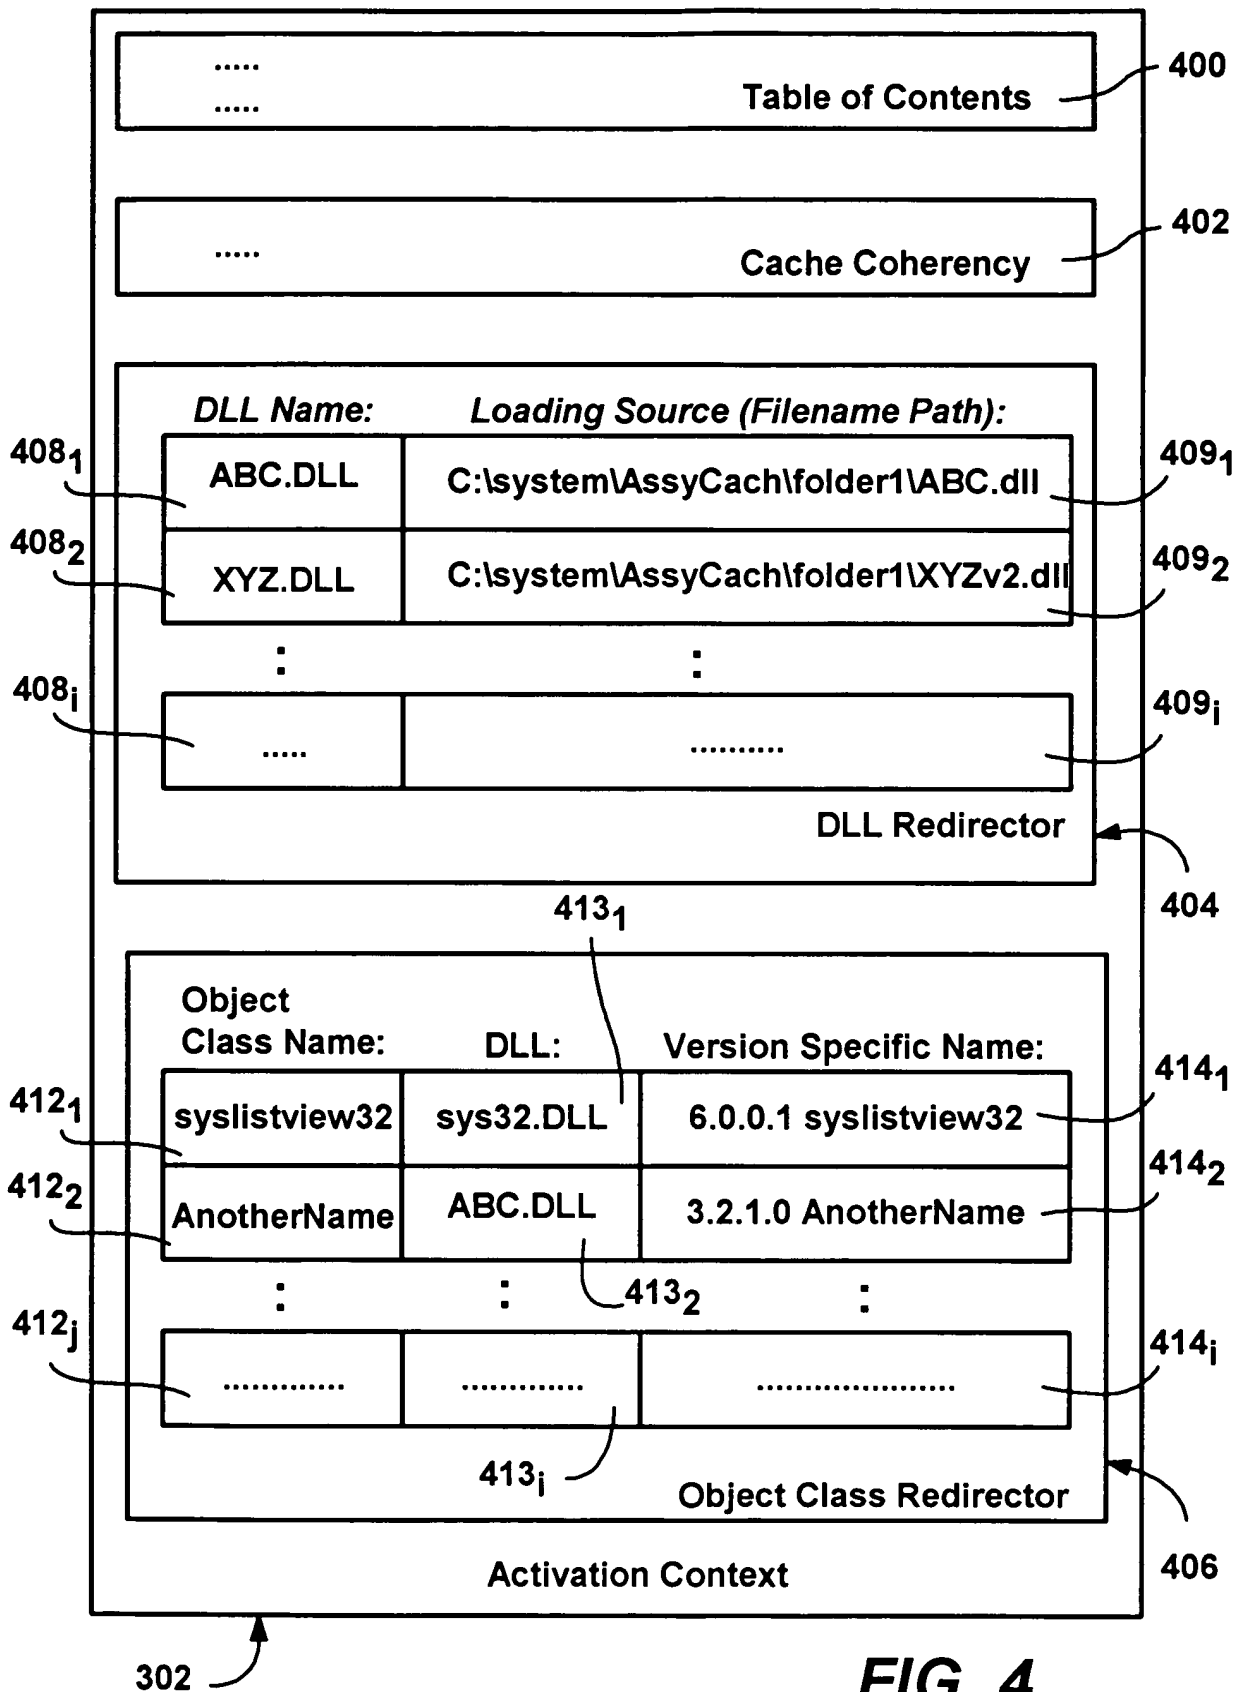 .....
.....
Table of Contents
400
.....
Cache Coherency
402
DLL Name: Loading Source (Filename Path):
408₁ ABC.DLL C:\system\AssyCach\folder1\ABC.dll 409₁
408₂ XYZ.DLL C:\system\AssyCach\folder1\XYZv2.dll 409₂
: :
408ᵢ ..... .......... 409ᵢ
DLL Redirector
404
413₁
Object
Class Name: DLL: Version Specific Name:
412₁ syslistview32 sys32.DLL 6.0.0.1 syslistview32 414₁
412₂ AnotherName ABC.DLL 3.2.1.0 AnotherName 414₂
: : :
413₂
412ⱼ ............. ............. ...................... 414ᵢ
413ᵢ
Object Class Redirector
406
Activation Context
302
FIG. 4